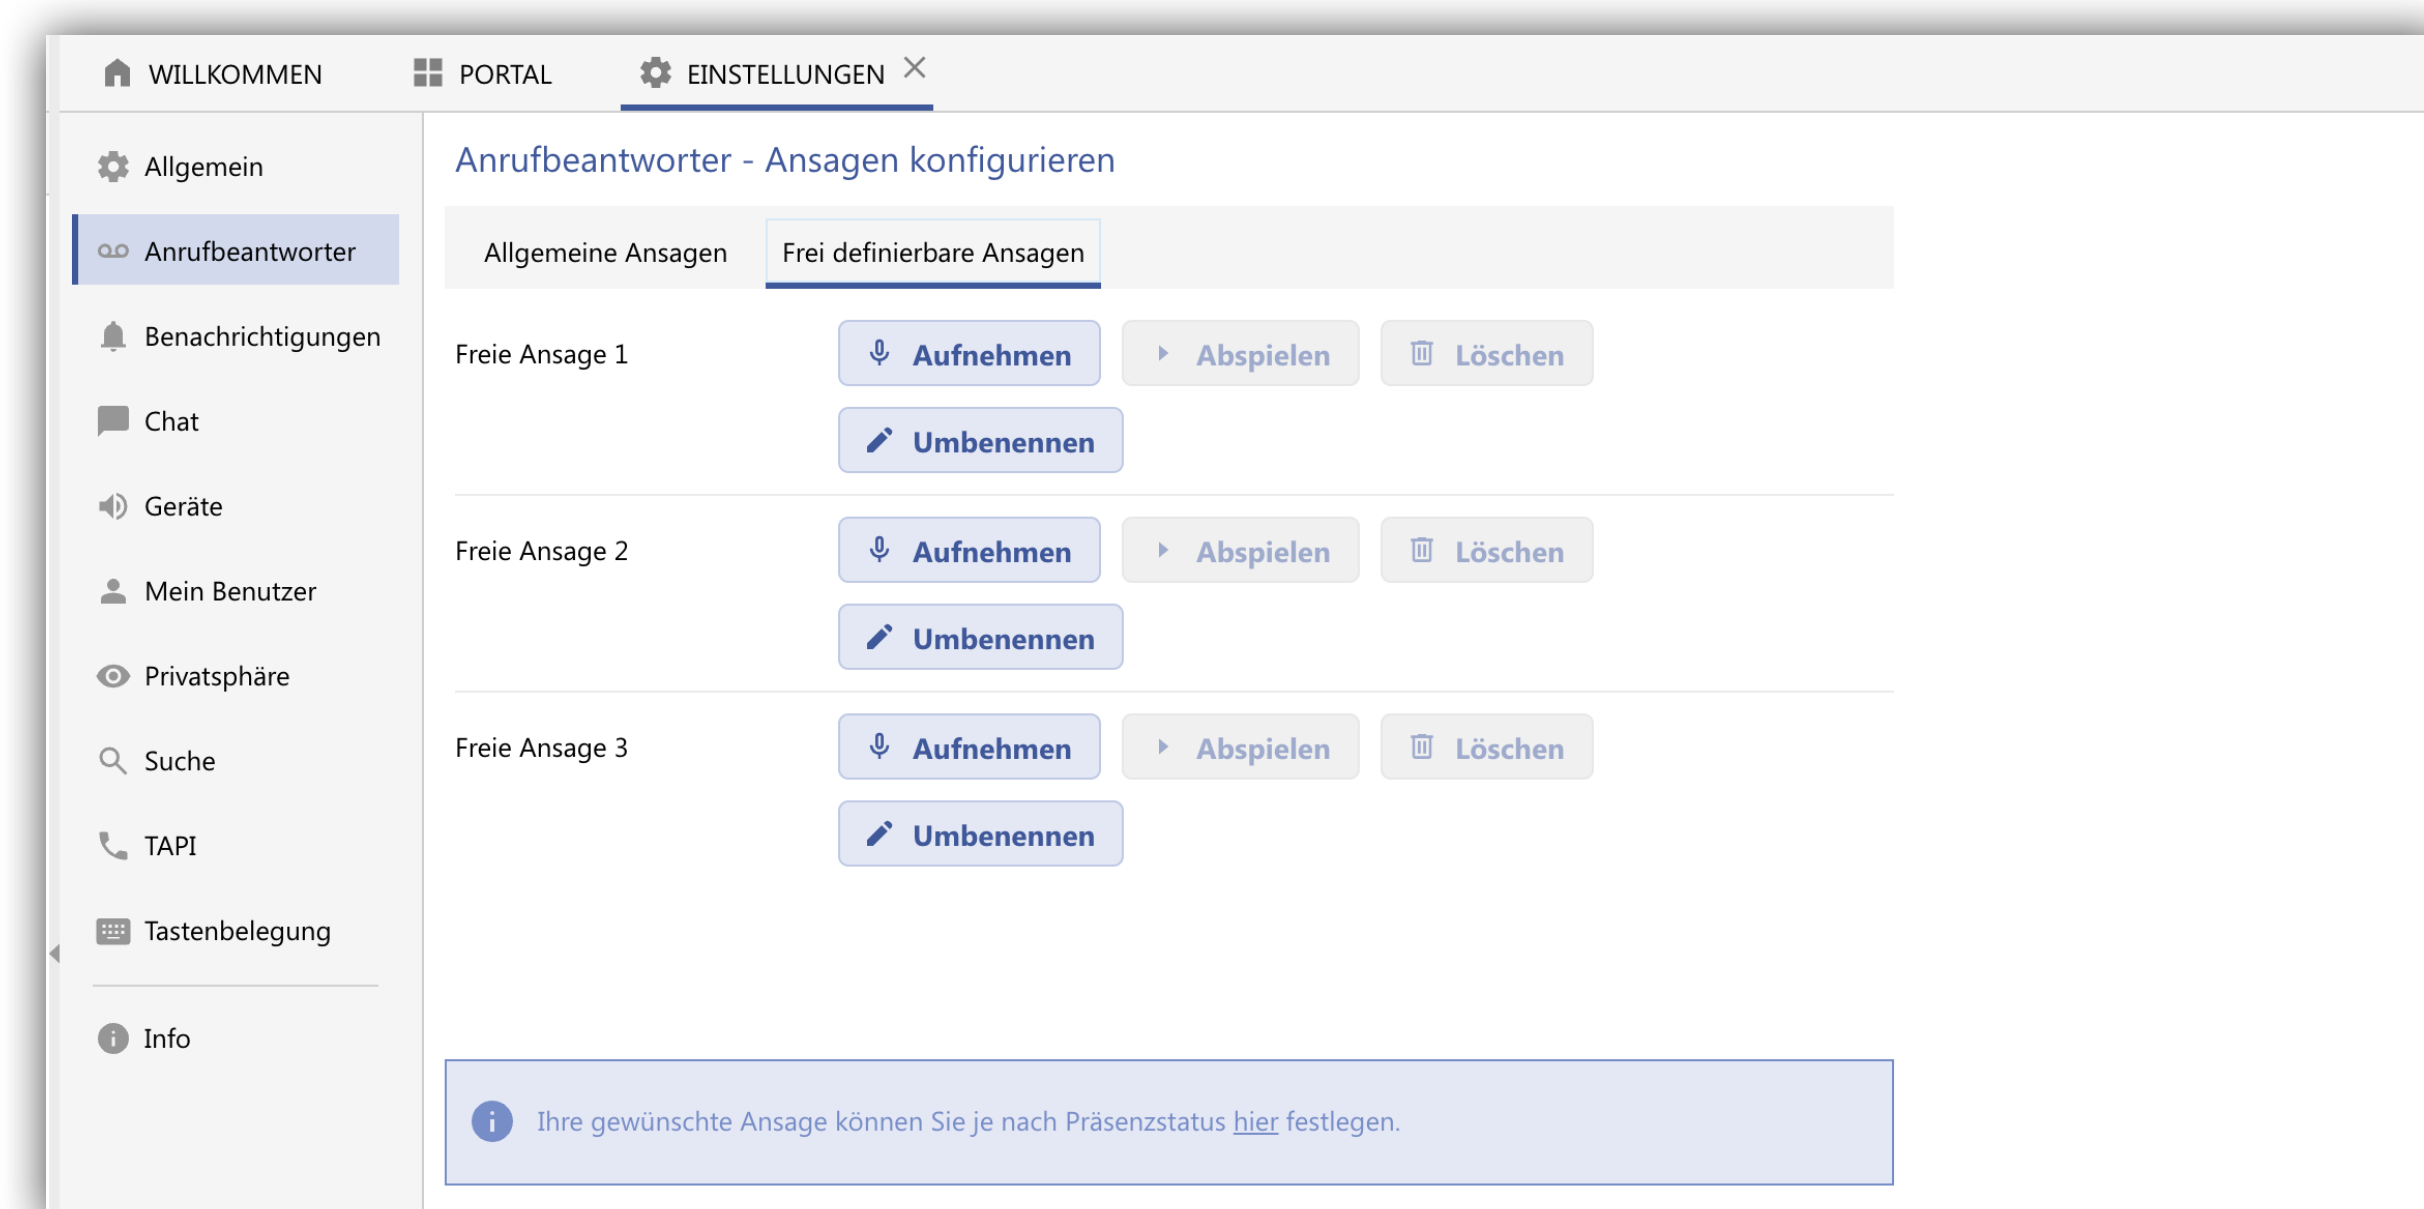 WILLKOMMEN PORTAL EINSTELLUNGEN
Allgemein
Anrufbeantworter
Benachrichtigungen
Chat
Geräte
Mein Benutzer
Privatsphäre
Suche
TAPI
Tastenbelegung
Info
Anrufbeantworter - Ansagen konfigurieren
Allgemeine Ansagen Frei definierbare Ansagen
Freie Ansage 1 Aufnehmen Abspielen Löschen
Umbenennen
Freie Ansage 2 Aufnehmen Abspielen Löschen
Umbenennen
Freie Ansage 3 Aufnehmen Abspielen Löschen
Umbenennen
Ihre gewünschte Ansage können Sie je nach Präsenzstatus hier festlegen.